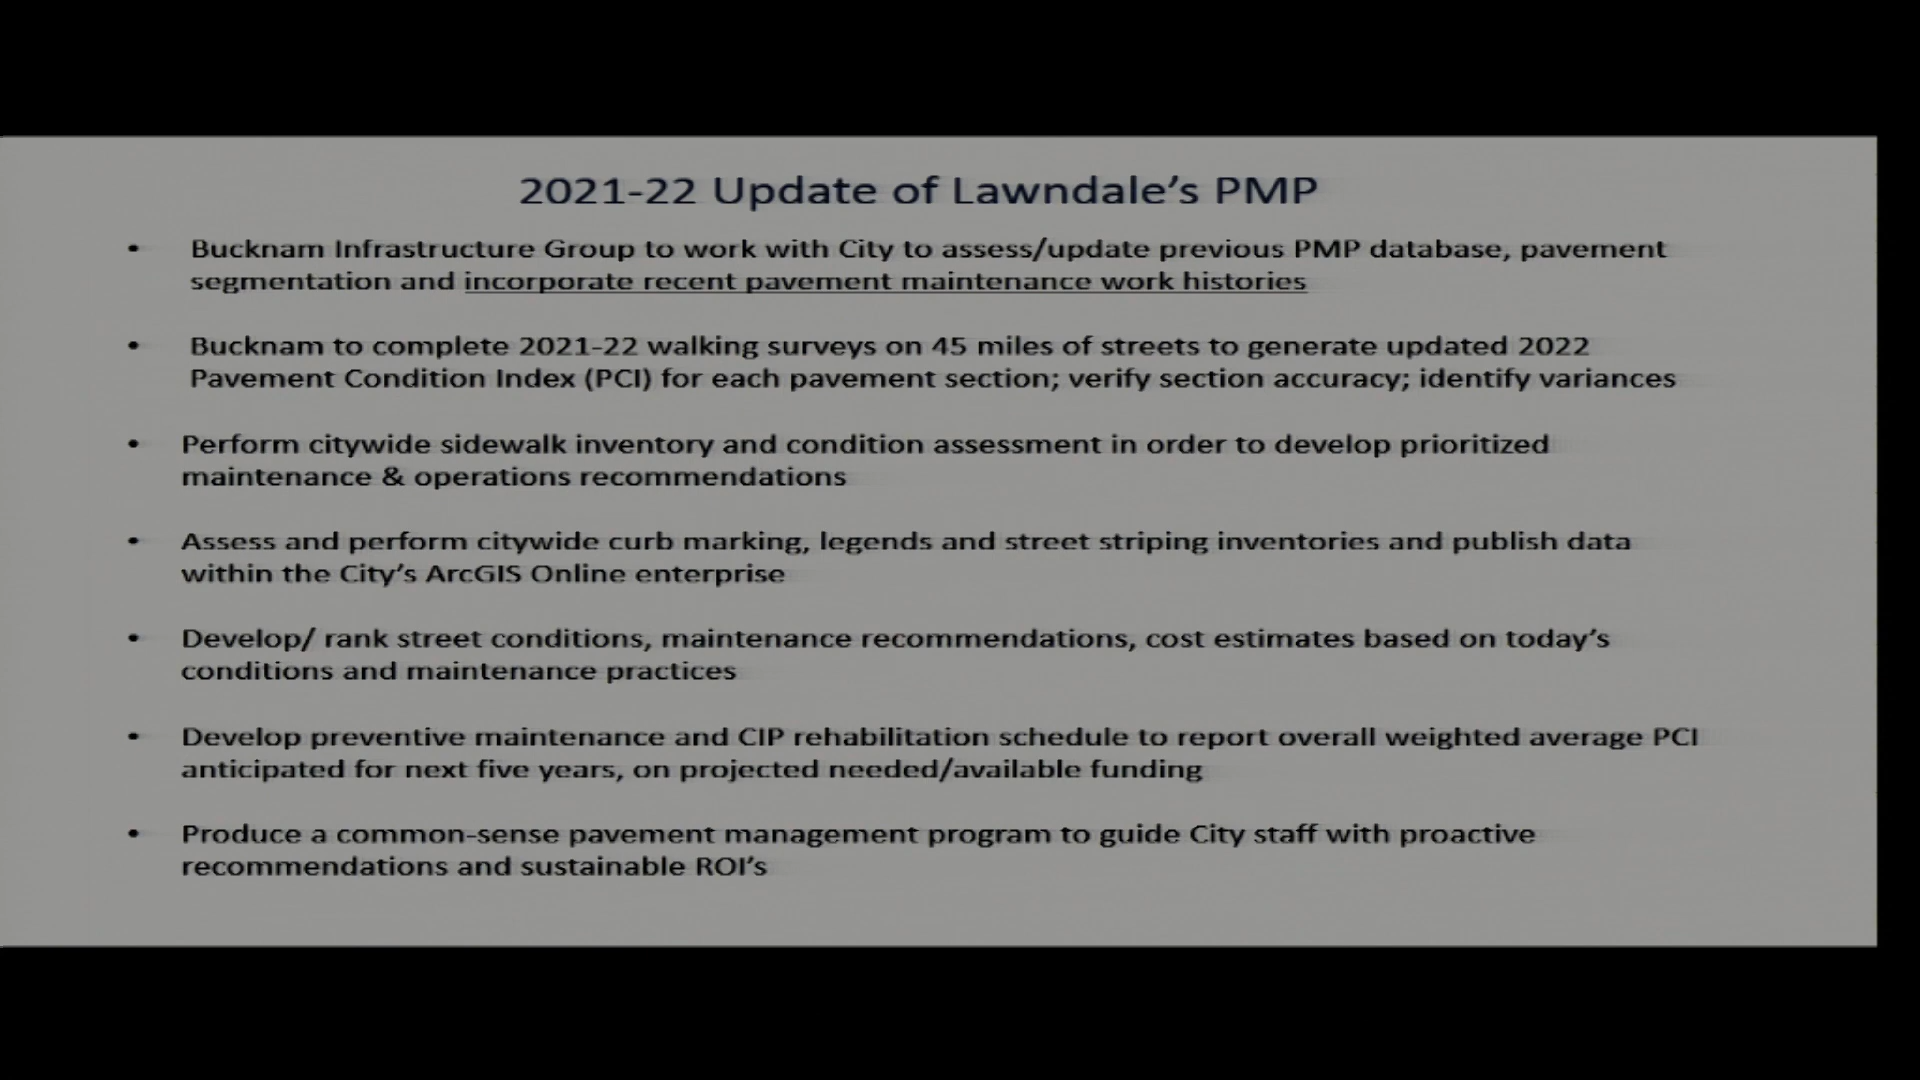 2021-22 Update of Lawndale's PMP
• Bucknam Infrastructure Group to work with City to assess/update previous PMP database, pavement
segmentation and incorporate recent pavement maintenance work histories
• Bucknam to complete 2021-22 walking surveys on 45 miles of streets to generate updated 2022
Pavement Condition Index (PCI) for each pavement section; verify section accuracy; identify variances
• Perform citywide sidewalk inventory and condition assessment in order to develop prioritized
maintenance & operations recommendations
• Assess and perform citywide curb marking, legends and street striping inventories and publish data
within the City's ArcGIS Online enterprise
• Develop/ rank street conditions, maintenance recommendations, cost estimates based on today's
conditions and maintenance practices
• Develop preventive maintenance and CIP rehabilitation schedule to report overall weighted average PCI
anticipated for next five years, on projected needed/available funding
• Produce a common-sense pavement management program to guide City staff with proactive
recommendations and sustainable ROI's